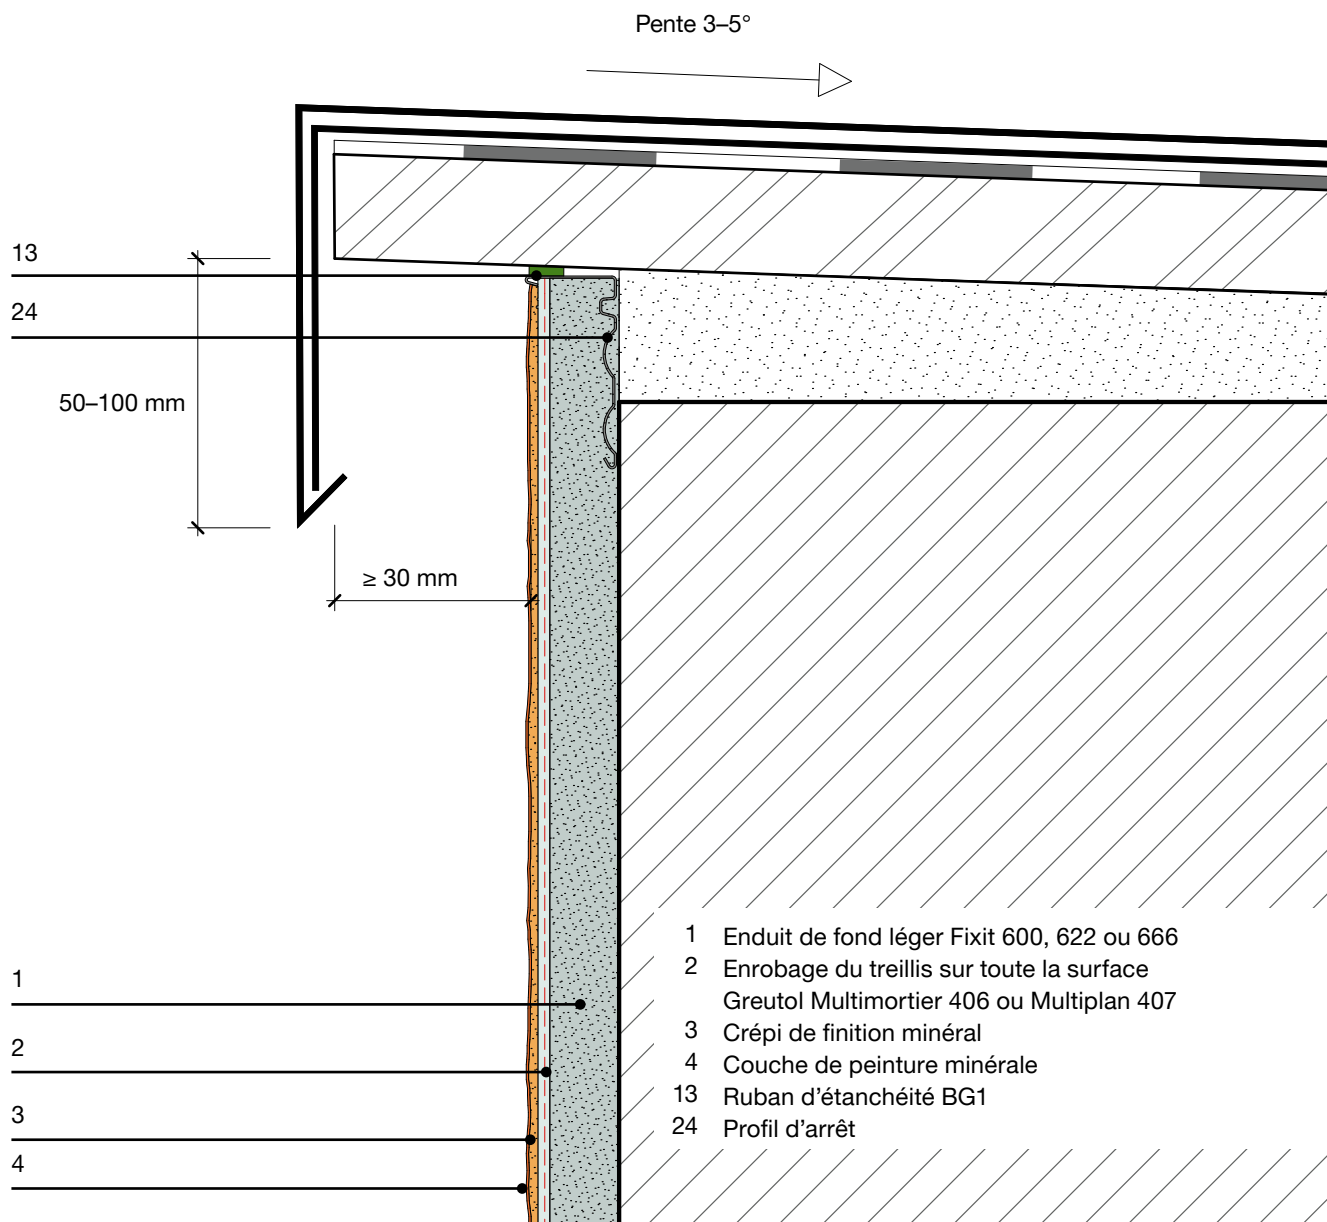 Pente 3–5°
13
24
50–100 mm
≥ 30 mm
1 Enduit de fond léger Fixit 600, 622 ou 666
2 Enrobage du treillis sur toute la surface
Greutol Multimortier 406 ou Multiplan 407
3 Crépi de finition minéral
4 Couche de peinture minérale
13 Ruban d’étanchéité BG1
24 Profil d’arrêt
1
2
3
4